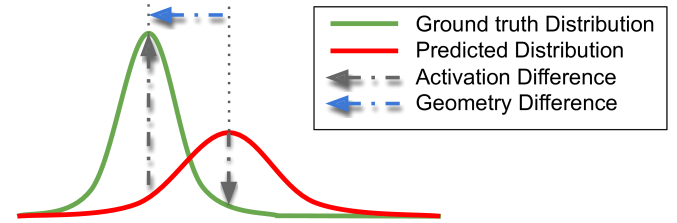 Ground truth Distribution
Predicted Distribution
Activation Difference
Geometry Difference